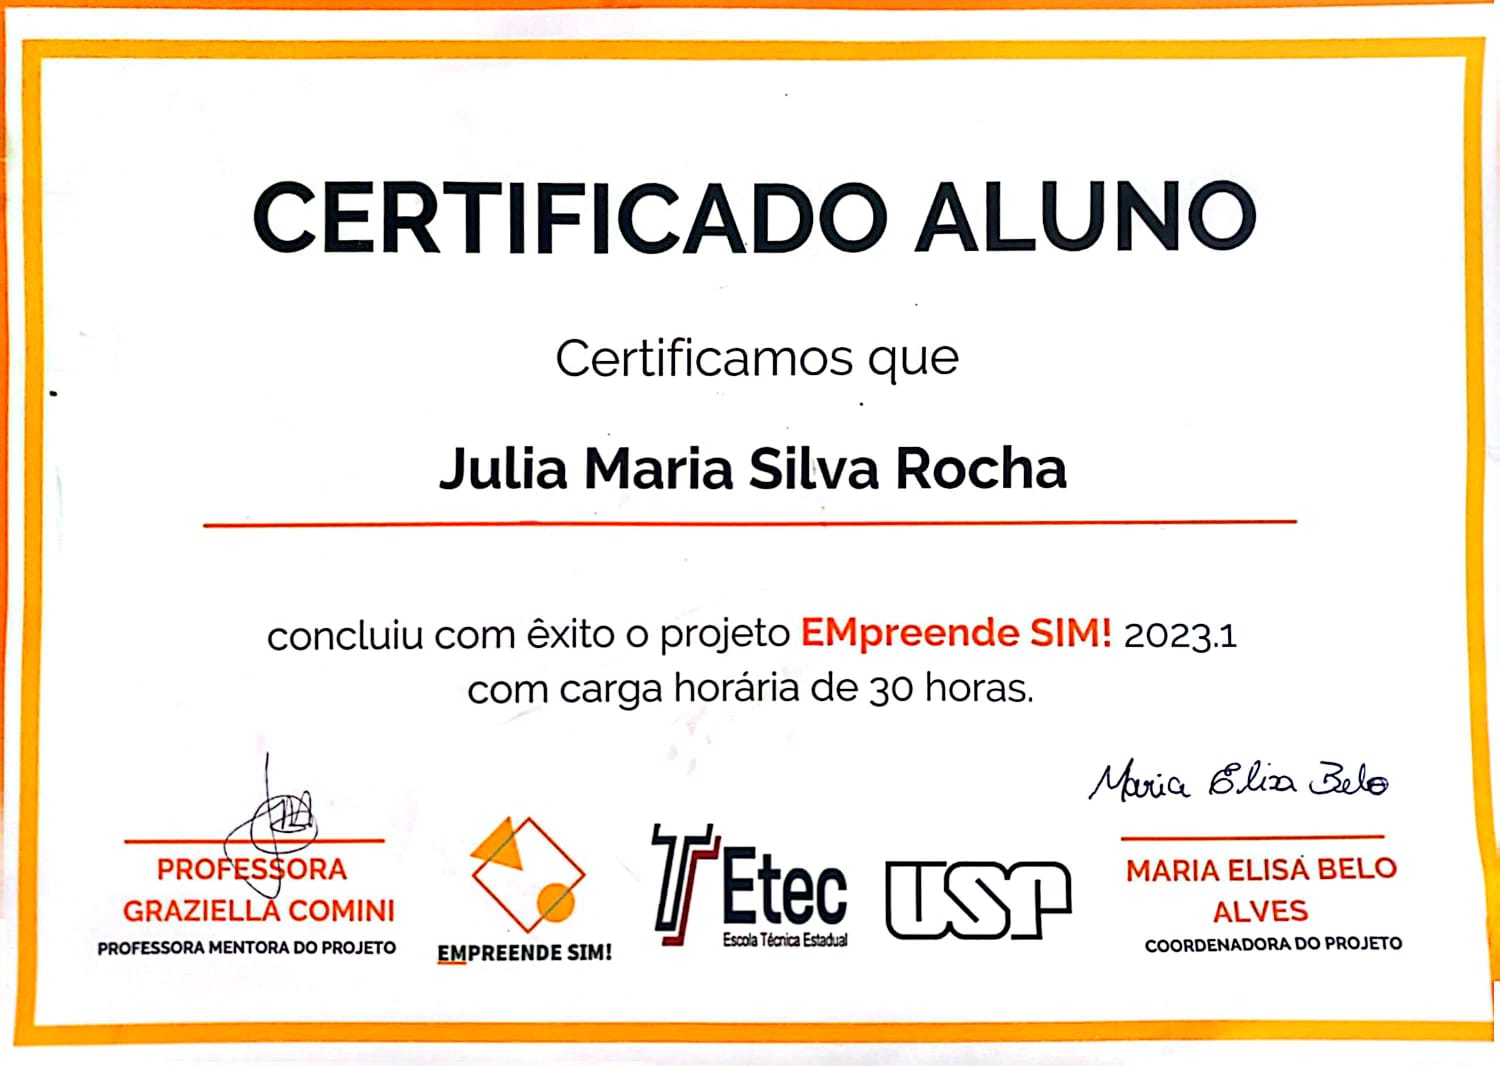 CERTIFICADO ALUNO
Certificamos que
Julia Maria Silva Rocha
concluiu com êxito o projeto EMpreende SIM! 2023.1
com carga horária de 30 horas.
Maria Elisa Belo
PROFESSORA
GRAZIELLA COMINI
PROFESSORA MENTORA DO PROJETO
EMPREENDE SIM!
Etec
Escola Técnica Estadual
USP
MARIA ELISA BELO
ALVES
COORDENADORA DO PROJETO